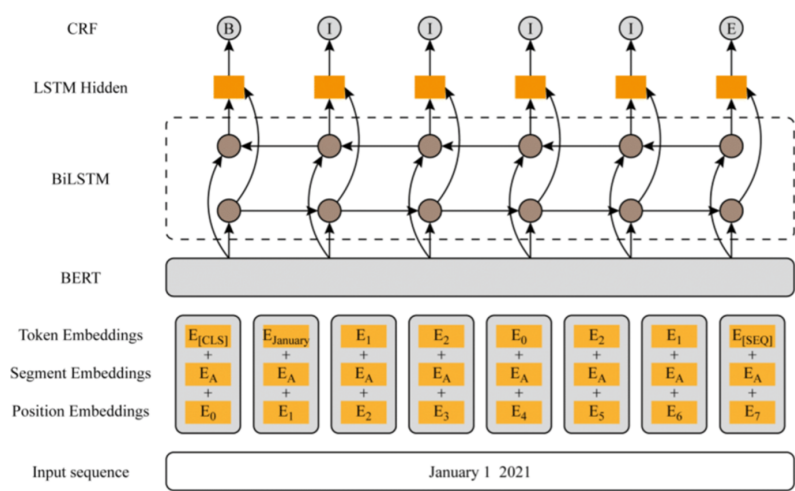 CRF B I I I I E
LSTM Hidden
BiLSTM
BERT
Token Embeddings E[CLS] EJanuary E1 E2 E0 E2 E1 E[SEQ]
+ + + + + + + +
Segment Embeddings EA EA EA EA EA EA EA EA
+ + + + + + + +
Position Embeddings E0 E1 E2 E3 E4 E5 E6 E7
Input sequence January 1 2021